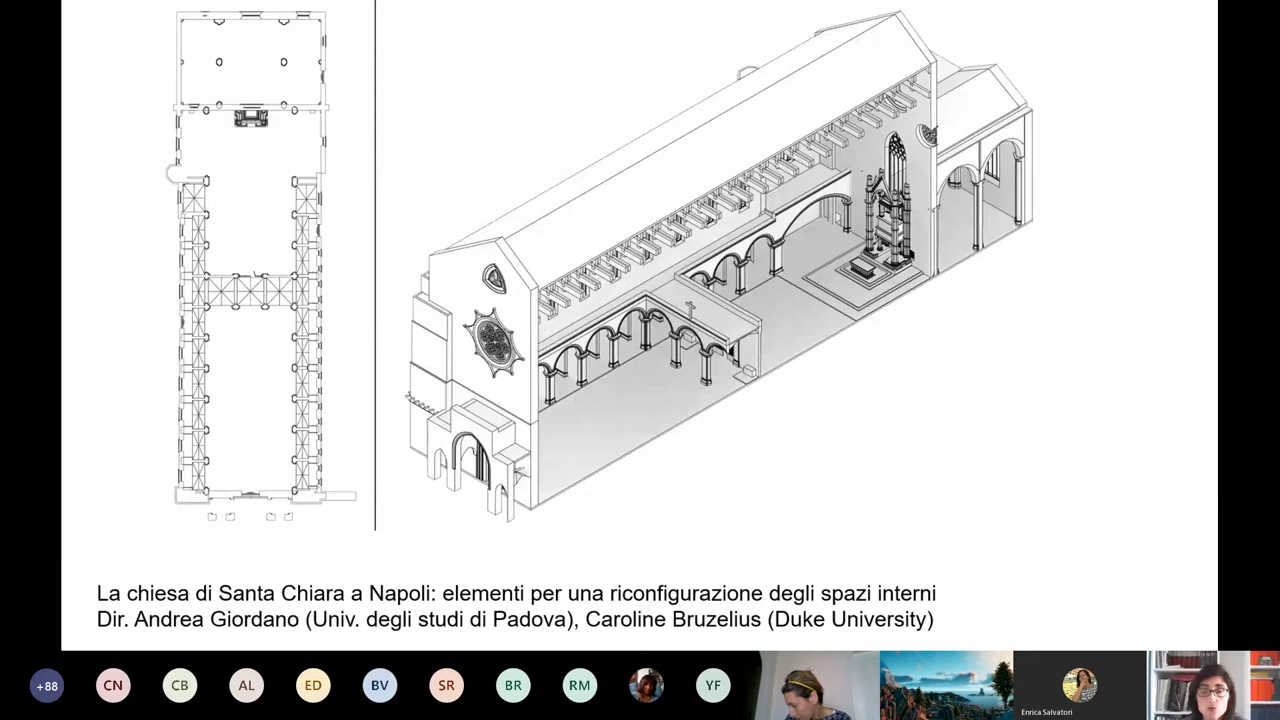 La chiesa di Santa Chiara a Napoli: elementi per una riconfigurazione degli spazi interni
Dir. Andrea Giordano (Univ. degli studi di Padova), Caroline Bruzelius (Duke University)
+88
CN
CB
AL
ED
BV
SR
BR
RM
YF
Enrica Salvatori